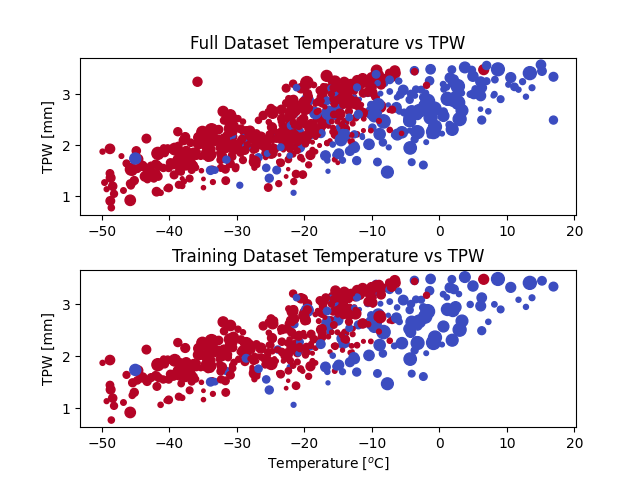 Full Dataset Temperature vs TPW
TPW [mm]
3
2
1
−50 −40 −30 −20 −10 0 10 20
Training Dataset Temperature vs TPW
TPW [mm]
3
2
1
−50 −40 −30 −20 −10 0 10 20
Temperature [°C]